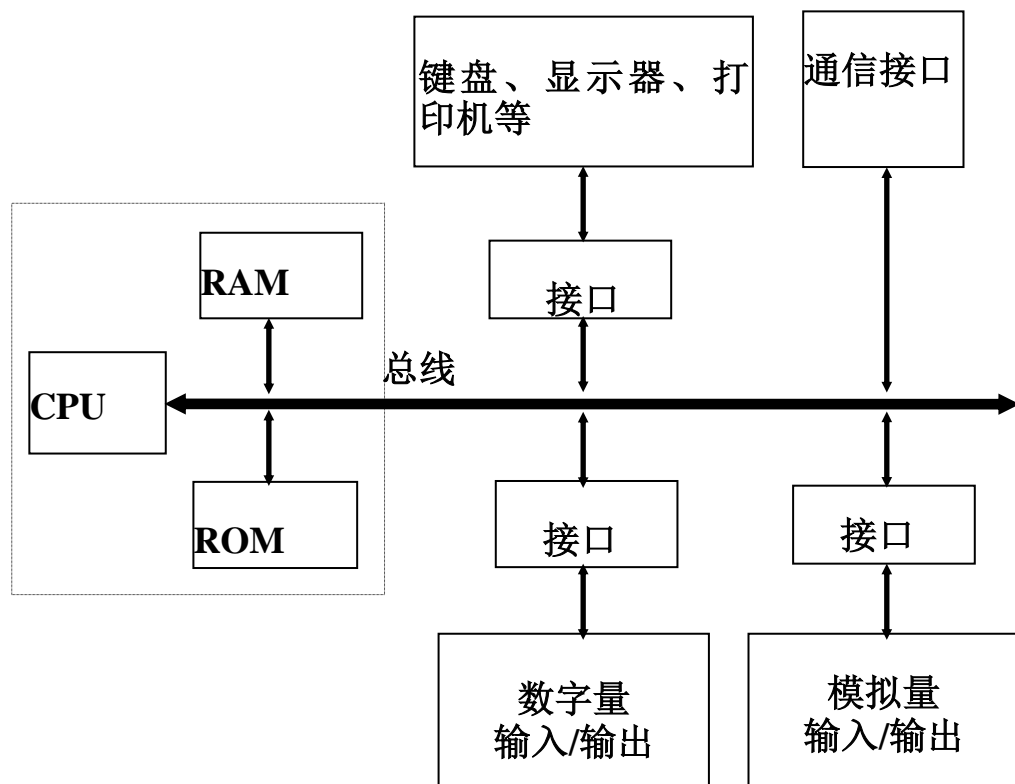 键盘、显示器、打
印机等
通信接口
RAM
接口
总线
CPU
ROM
接口
接口
数字量
输入/输出
模拟量
输入/输出